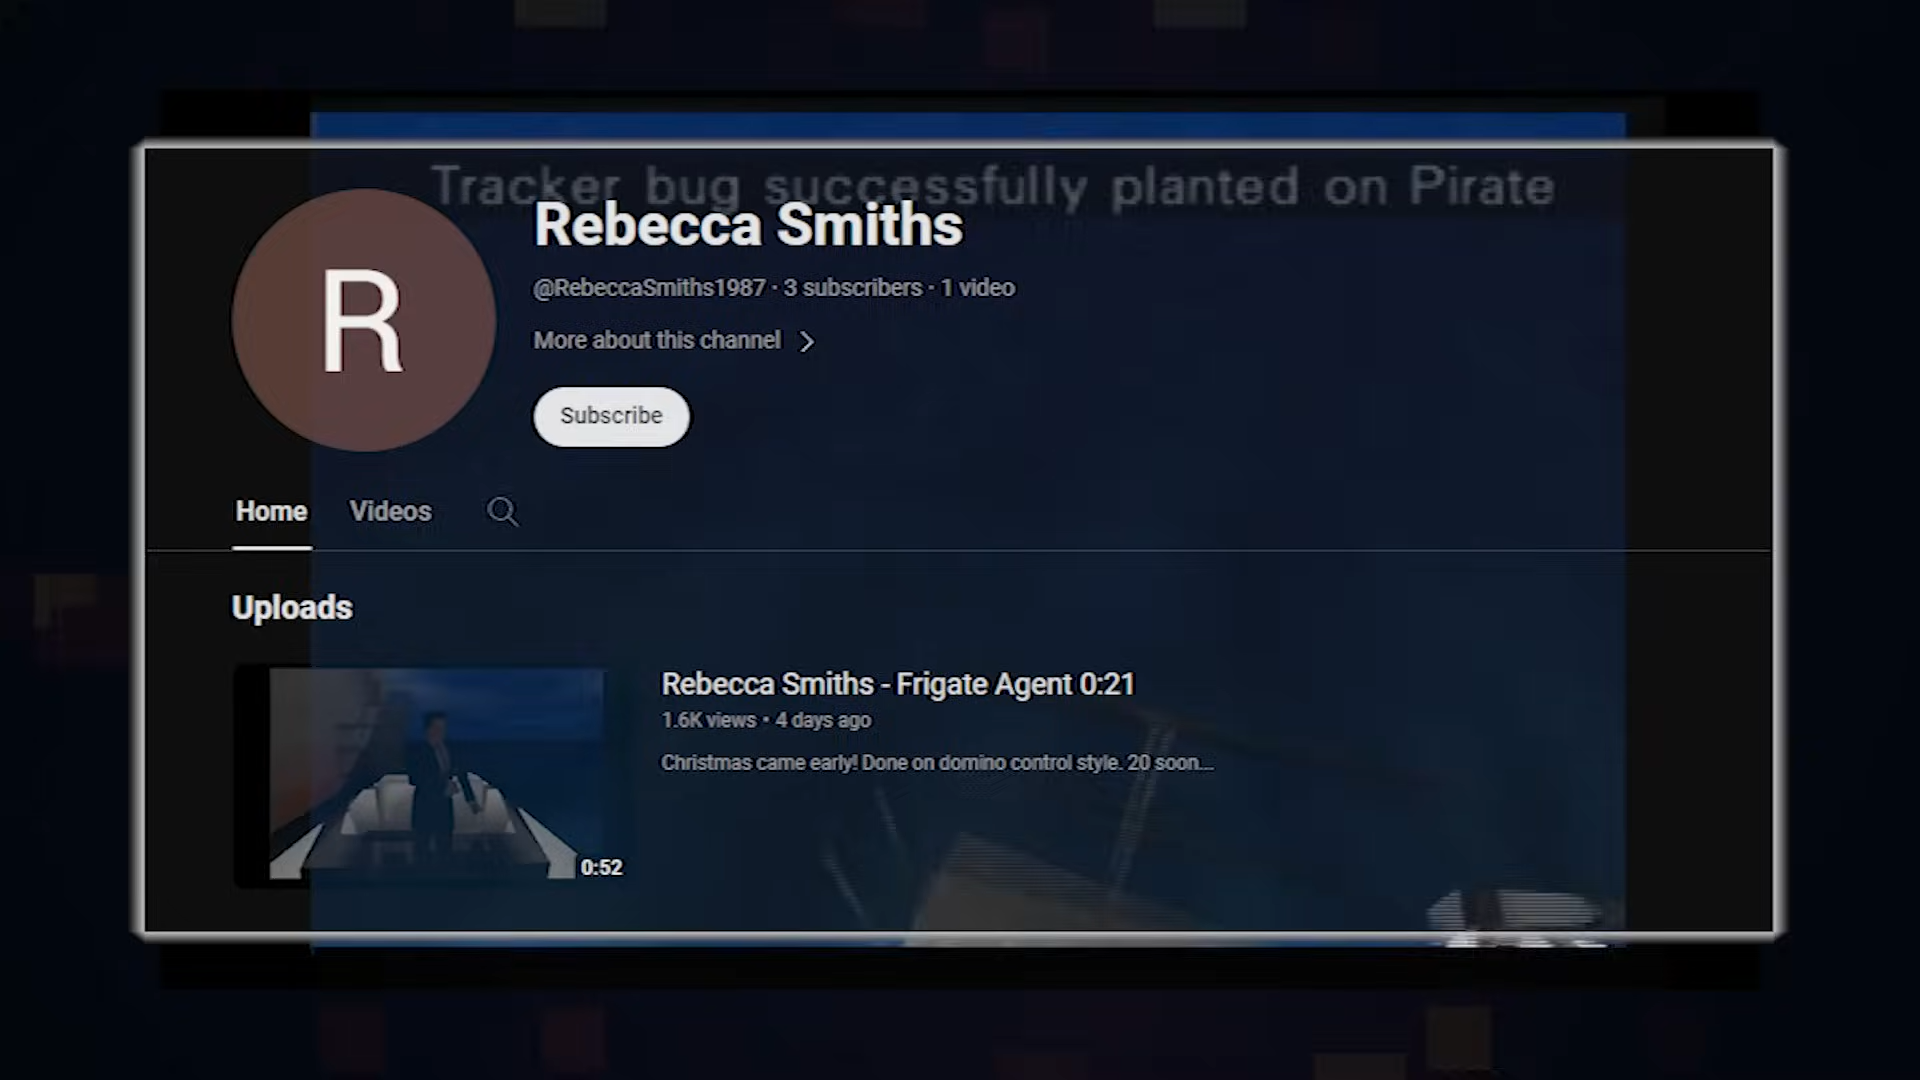 Tracker bug successfully planted on Pirate
R
Rebecca Smiths
@RebeccaSmiths1987 · 3 subscribers · 1 video
More about this channel
Subscribe
Home Videos
Uploads
Rebecca Smiths - Frigate Agent 0:21
1.6K views • 4 days ago
Christmas came early! Done on domino control style. 20 soon...
0:52